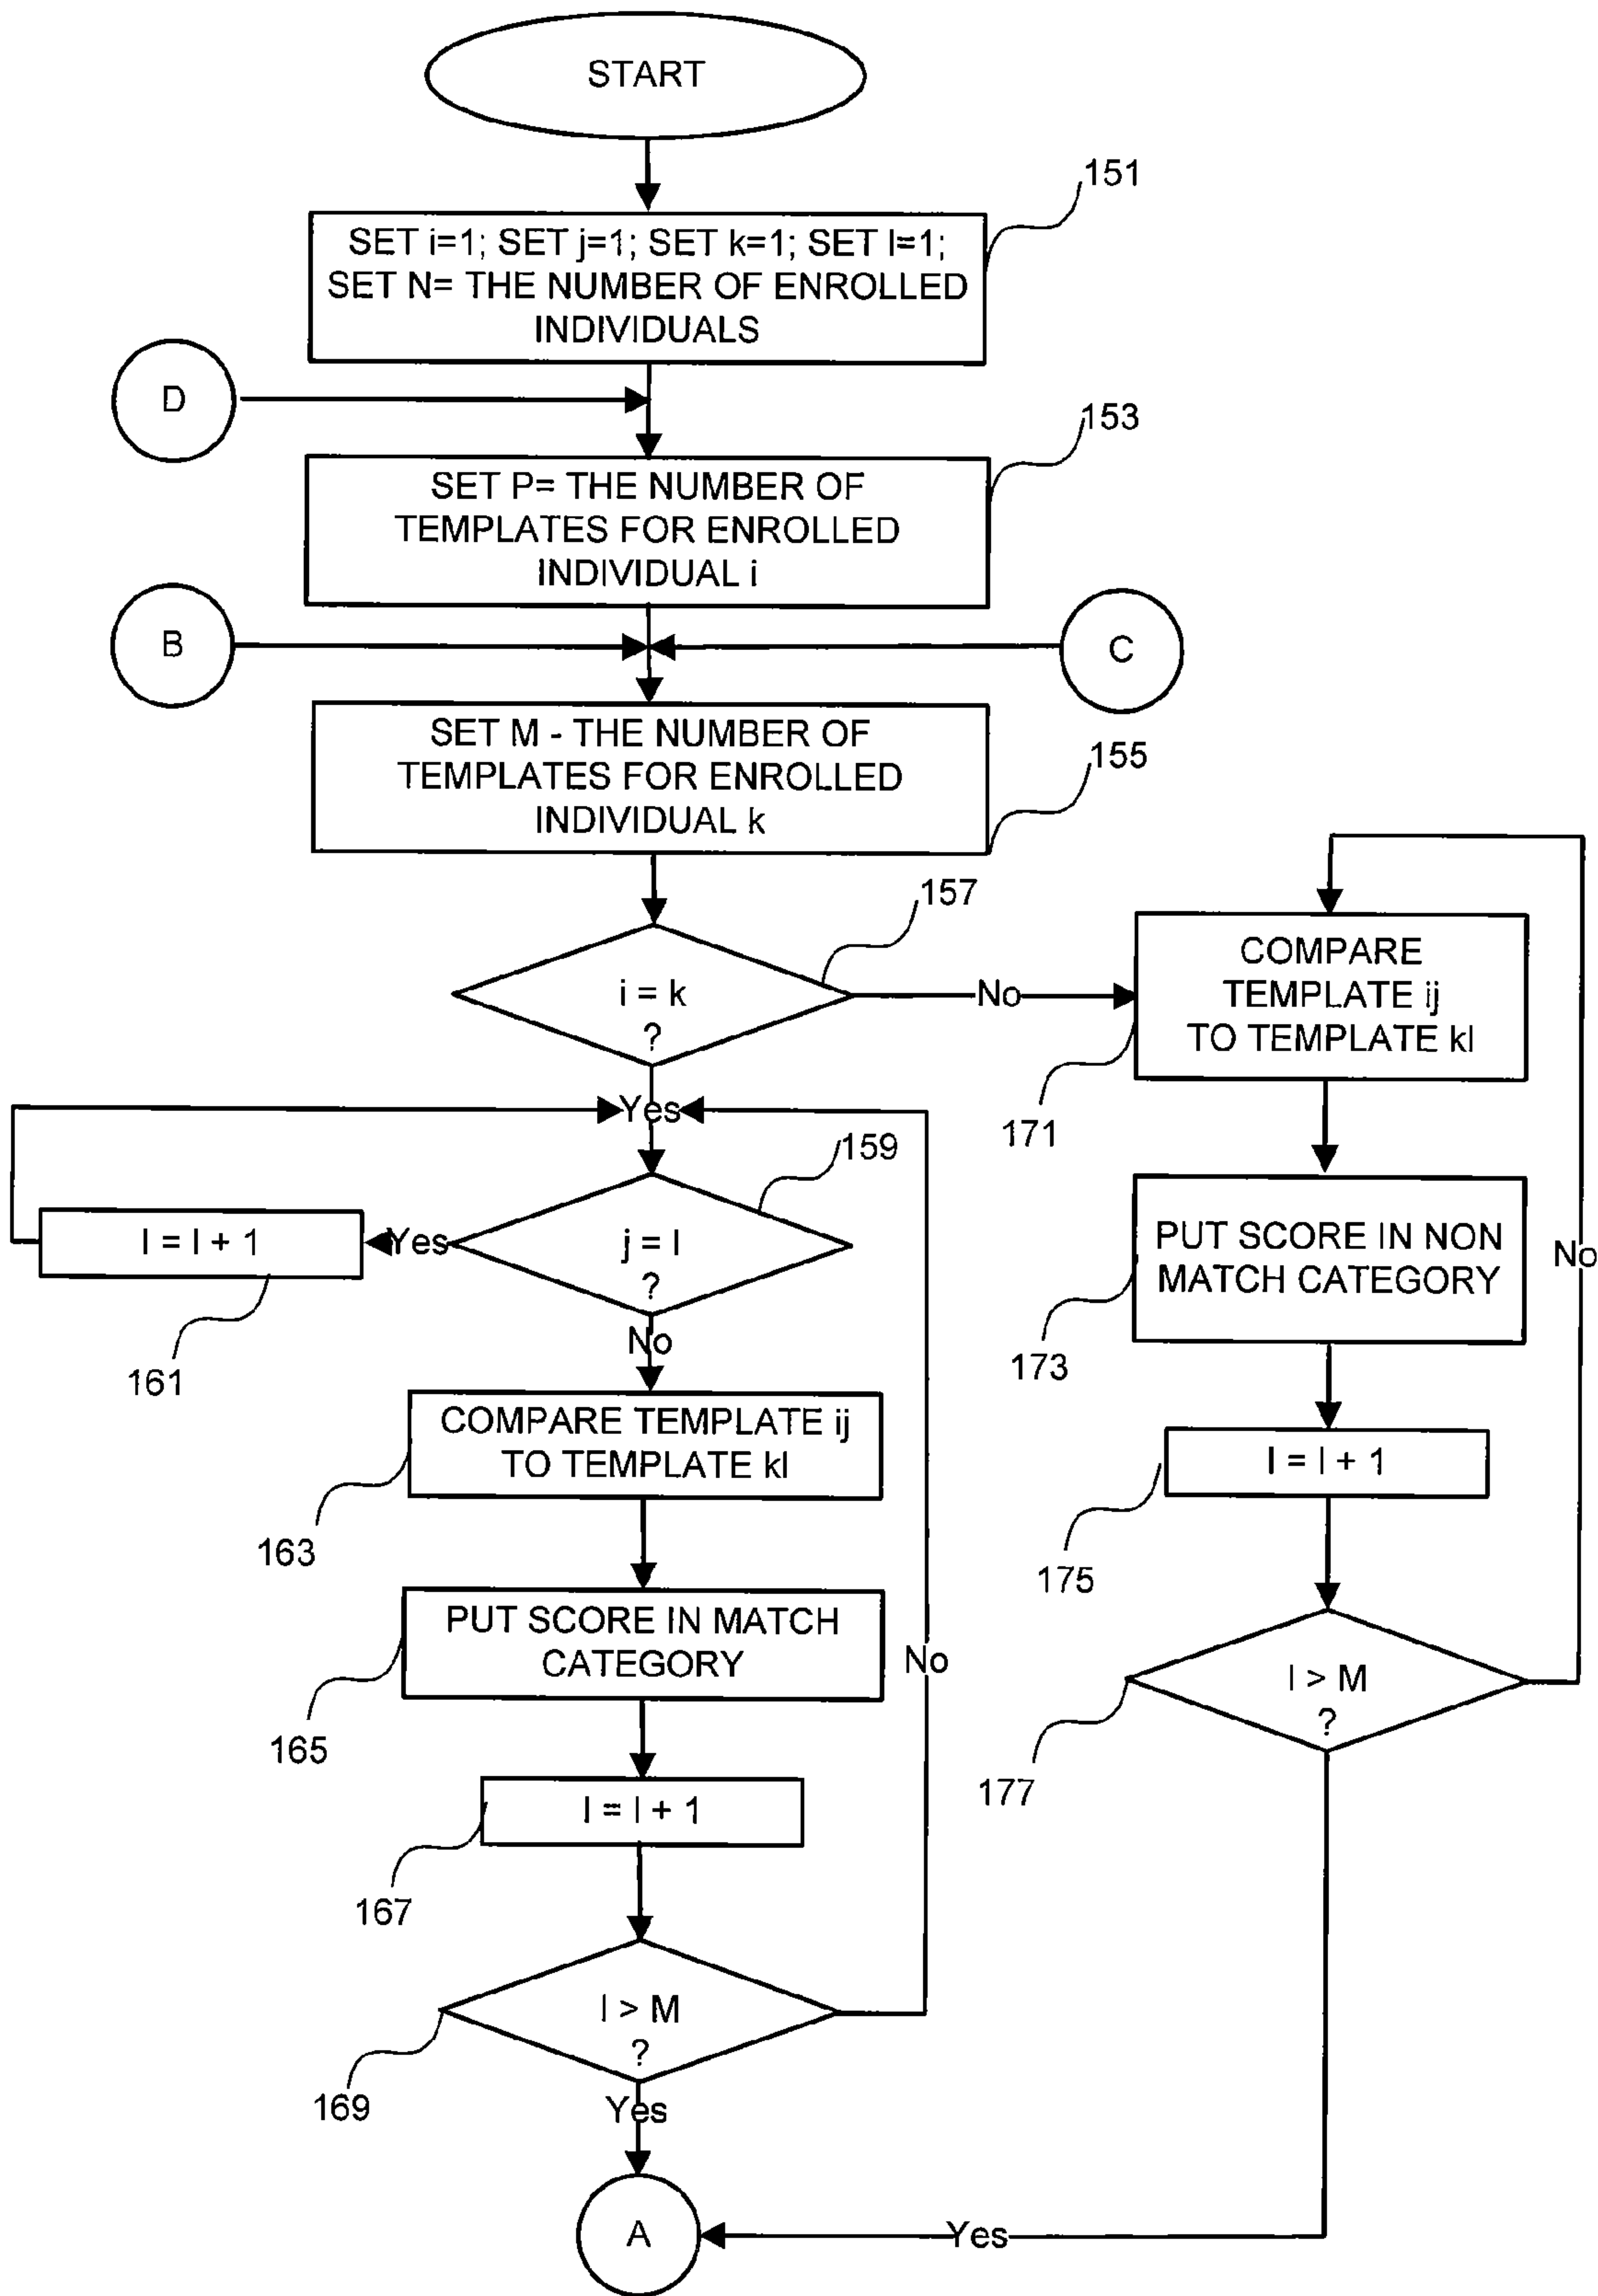 START
151
SET i=1; SET j=1; SET k=1; SET l=1;
SET N= THE NUMBER OF ENROLLED
INDIVIDUALS
D
153
SET P= THE NUMBER OF
TEMPLATES FOR ENROLLED
INDIVIDUAL i
B
C
SET M - THE NUMBER OF
TEMPLATES FOR ENROLLED
INDIVIDUAL k
155
157
i = k
?
No
COMPARE
TEMPLATE ij
TO TEMPLATE kl
171
Yes
159
j = l
?
Yes
l = l + 1
161
No
PUT SCORE IN NON
MATCH CATEGORY
No
173
COMPARE TEMPLATE ij
TO TEMPLATE kl
163
l = l + 1
175
PUT SCORE IN MATCH
CATEGORY
No
165
l > M
?
177
l = l + 1
167
l > M
?
169
Yes
A
Yes